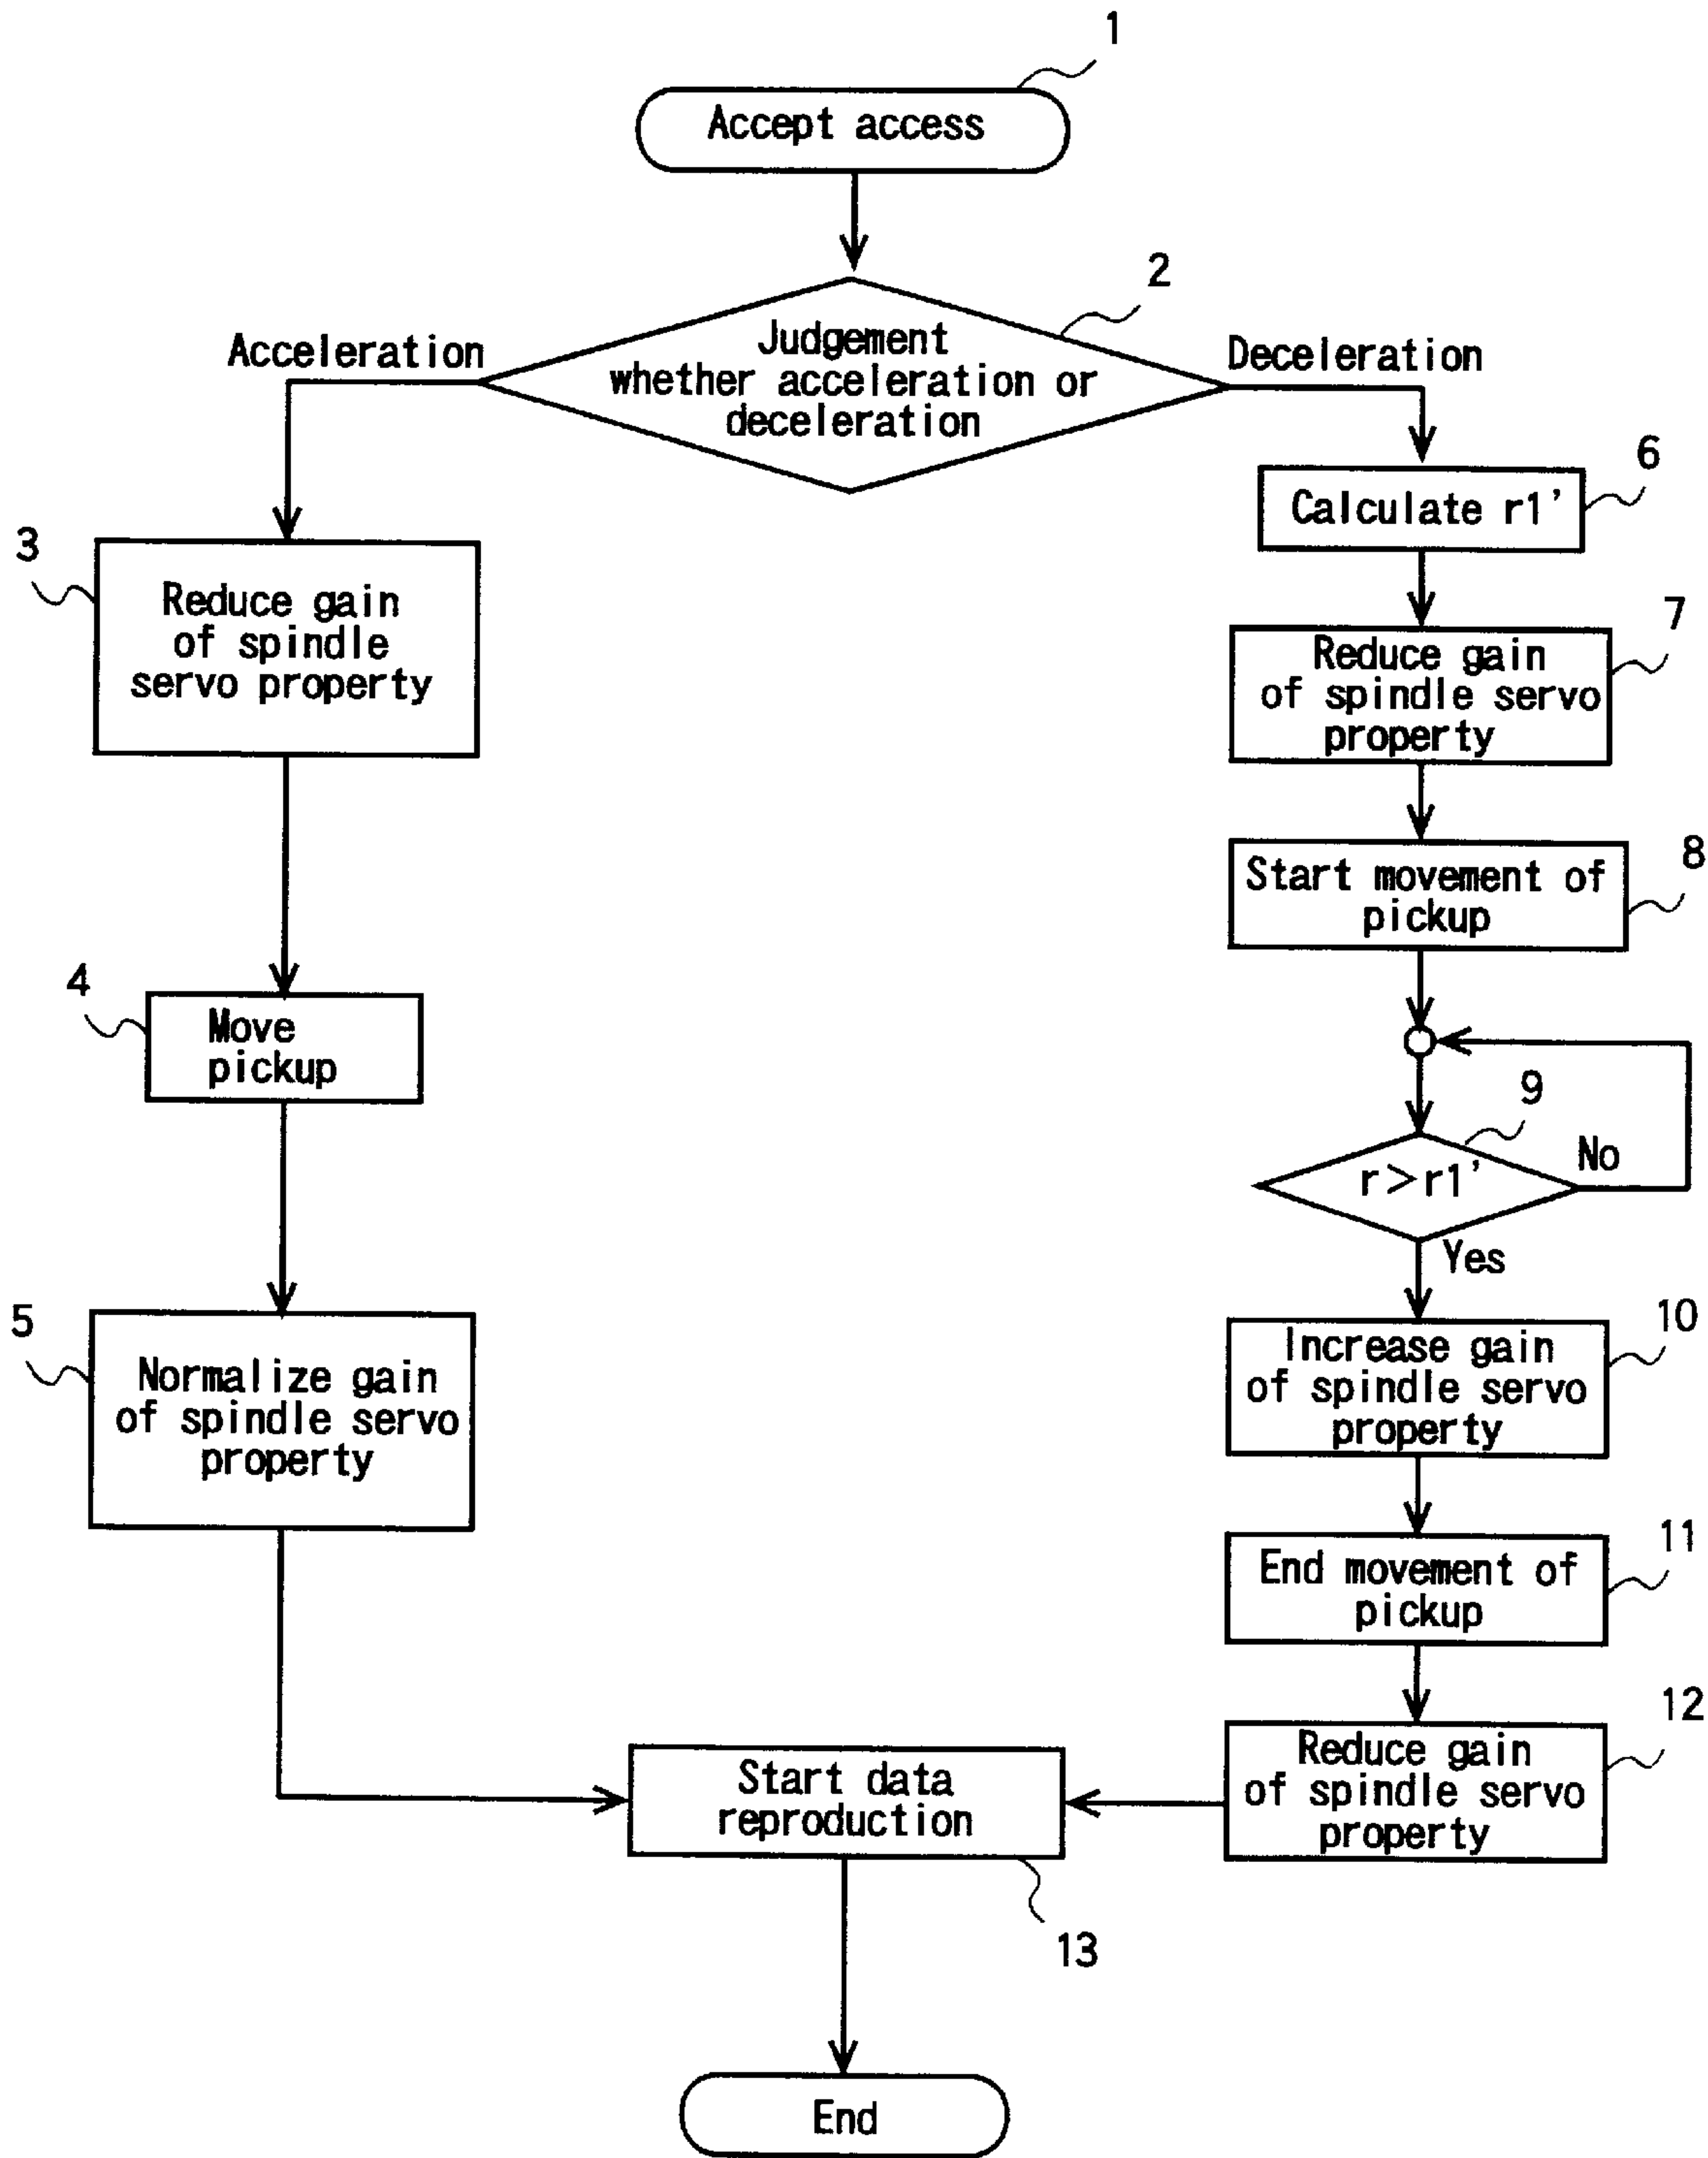 1
Accept access
2
Judgement
whether acceleration or
deceleration
Acceleration
Deceleration
3
Reduce gain
of spindle
servo property
4
Move
pickup
5
Normalize gain
of spindle servo
property
6
Calculate r1'
7
Reduce gain
of spindle servo
property
8
Start movement of
pickup
9
r>r1'
No
Yes
10
Increase gain
of spindle servo
property
11
End movement of
pickup
12
Reduce gain
of spindle servo
property
Start data
reproduction
13
End